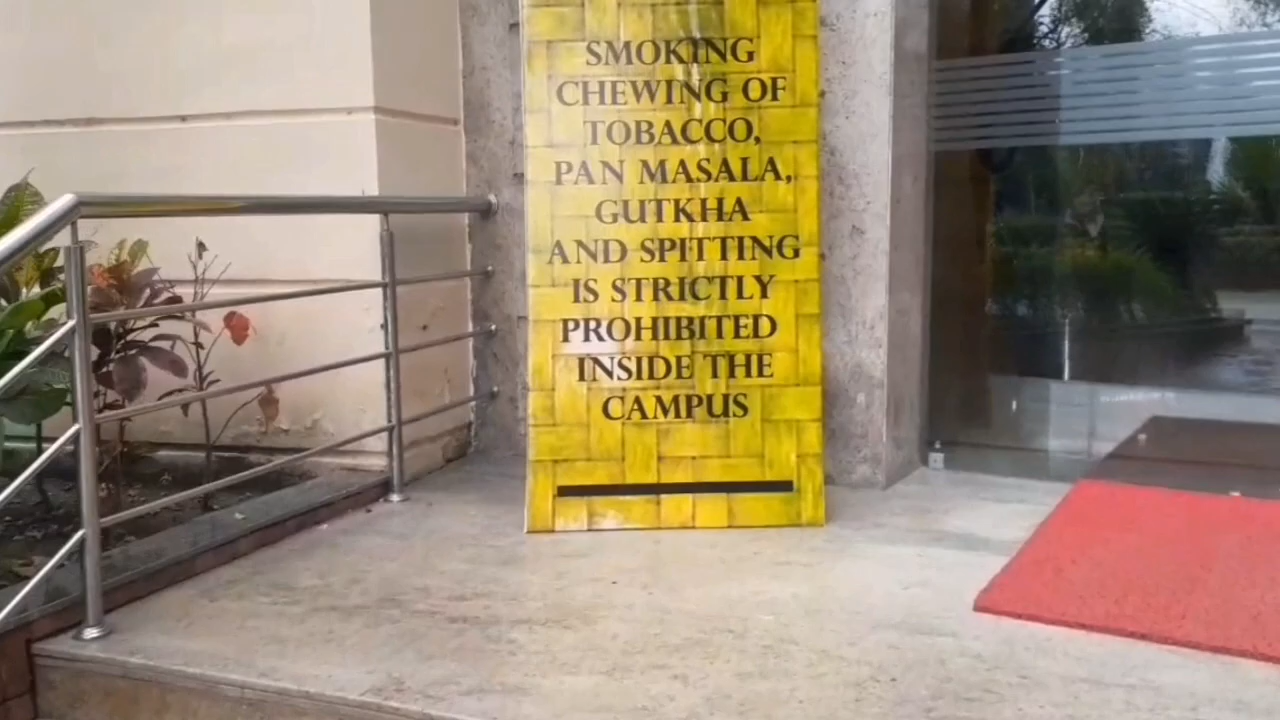 SMOKING
CHEWING OF
TOBACCO,
PAN MASALA,
GUTKHA
AND SPITTING
IS STRICTLY
PROHIBITED
INSIDE THE
CAMPUS